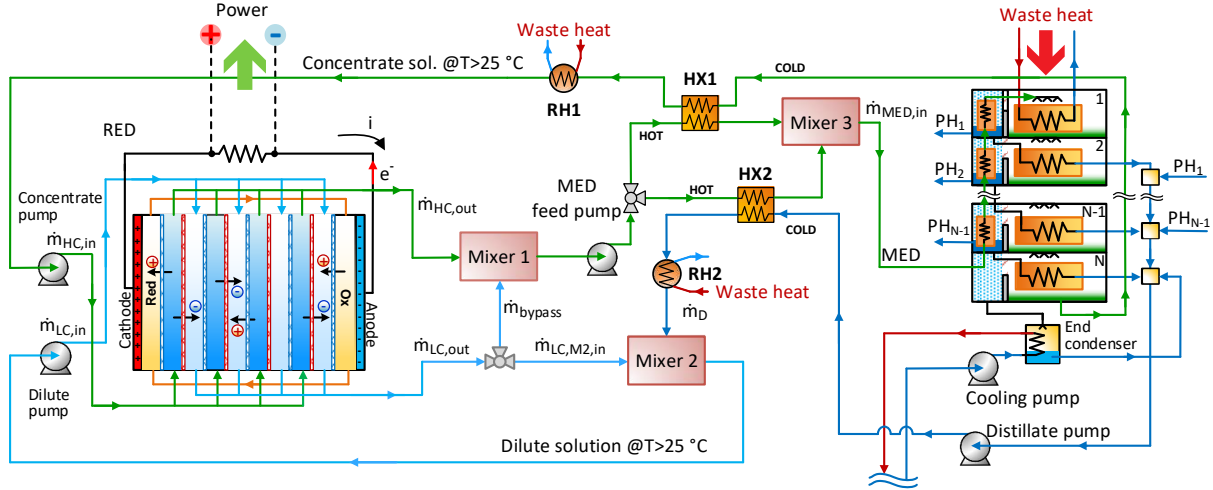 Power
Waste heat
Waste heat
Concentrate sol. @T>25 °C
HX1
COLD
RH1
RED
i
e⁻
HOT
Mixer 3
ṁMED,in
1
PH1
2
PH2
PH1
Concentrate
pump
ṁHC,in
ṁHC,out
MED
feed pump
HOT
HX2
COLD
N-1
PHN-1
PHN-1
MED
N
Mixer 1
Cathode
Red
Ox
Anode
RH2
Waste heat
ṁD
ṁLC,in
ṁbypass
End
condenser
ṁLC,out
ṁLC,M2,in
Mixer 2
Dilute
pump
Cooling pump
Dilute solution @T>25 °C
Distillate pump